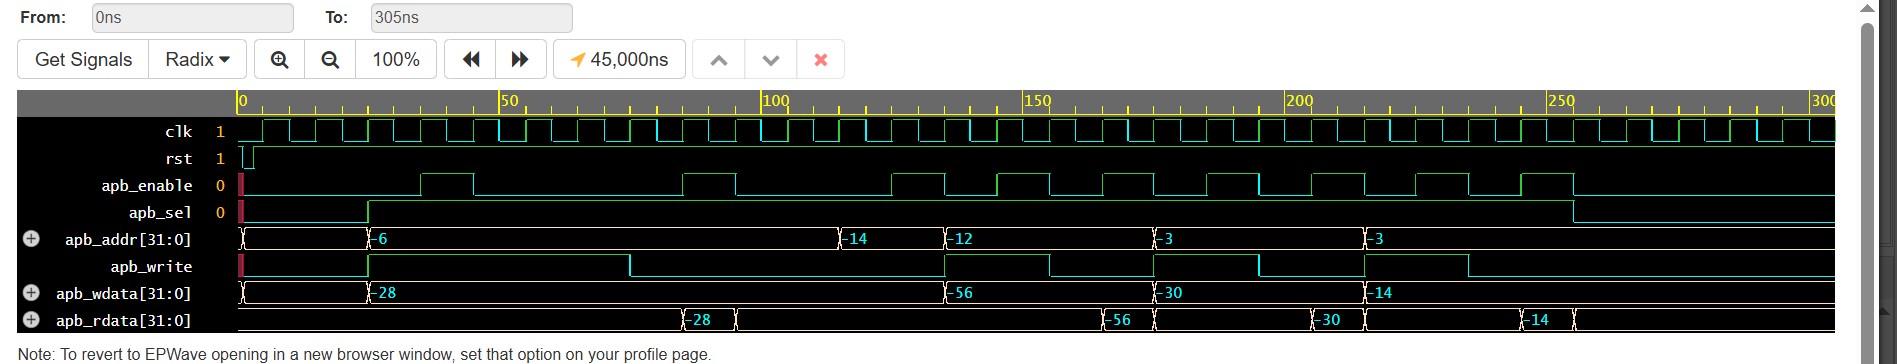 From: 0ns To: 305ns
Get Signals Radix 100% 45,000ns
0 50 100 150 200 250 300
clk 1
rst 1
apb_enable 0
apb_sel 0
apb_addr[31:0] -6 -14 -12 -3 -3
apb_write
apb_wdata[31:0] -28 -56 -30 -14
apb_rdata[31:0] -28 -56 -30 -14
Note: To revert to EPWave opening in a new browser window, set that option on your profile page.